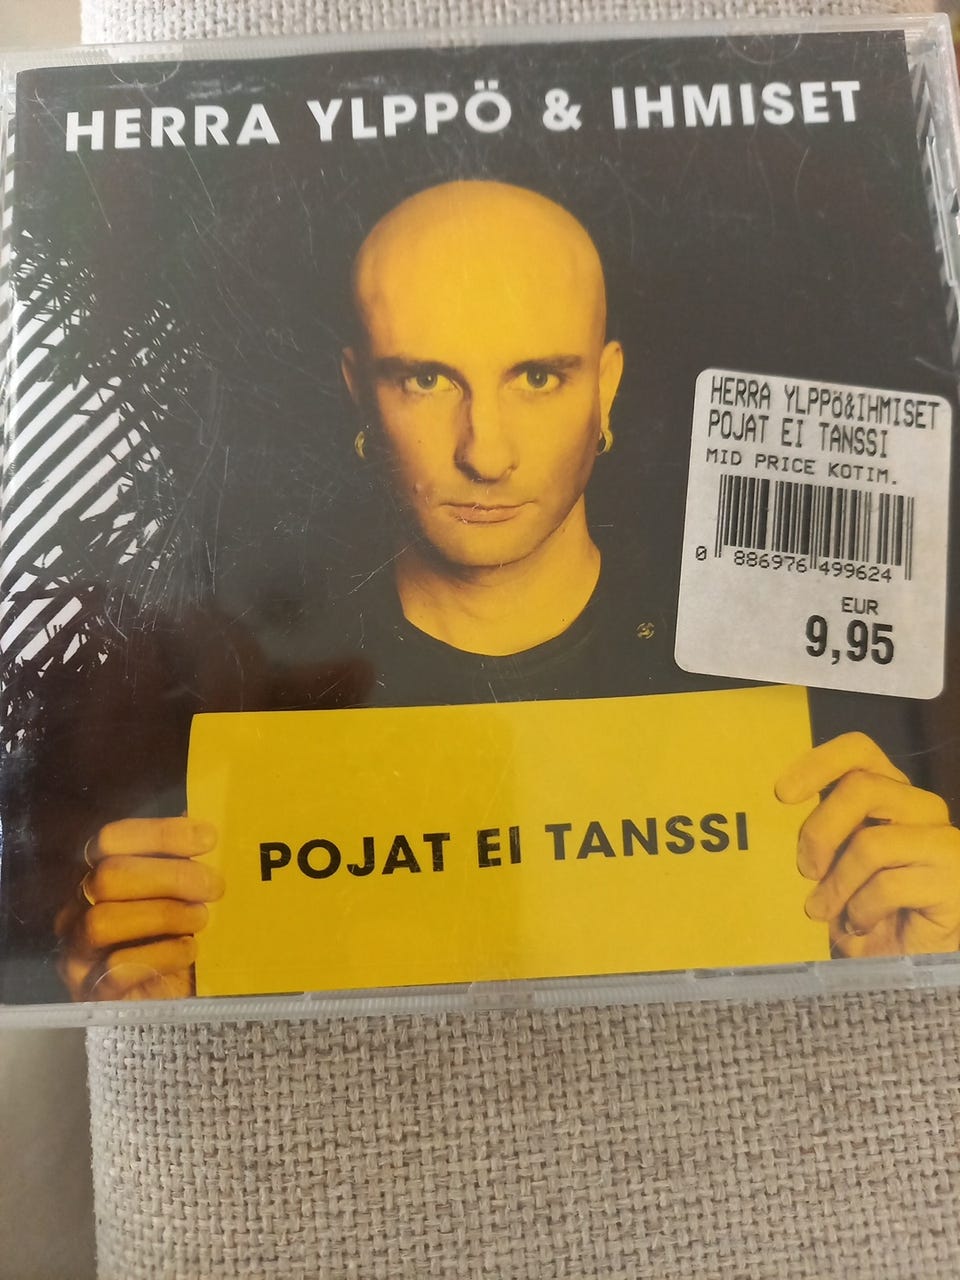 HERRA YLPPÖ & IHMISET
HERRA YLPPö&IHMISET
POJAT EI TANSSI
MID PRICE KOTIM.
0 886976 499624
EUR
9,95
POJAT EI TANSSI